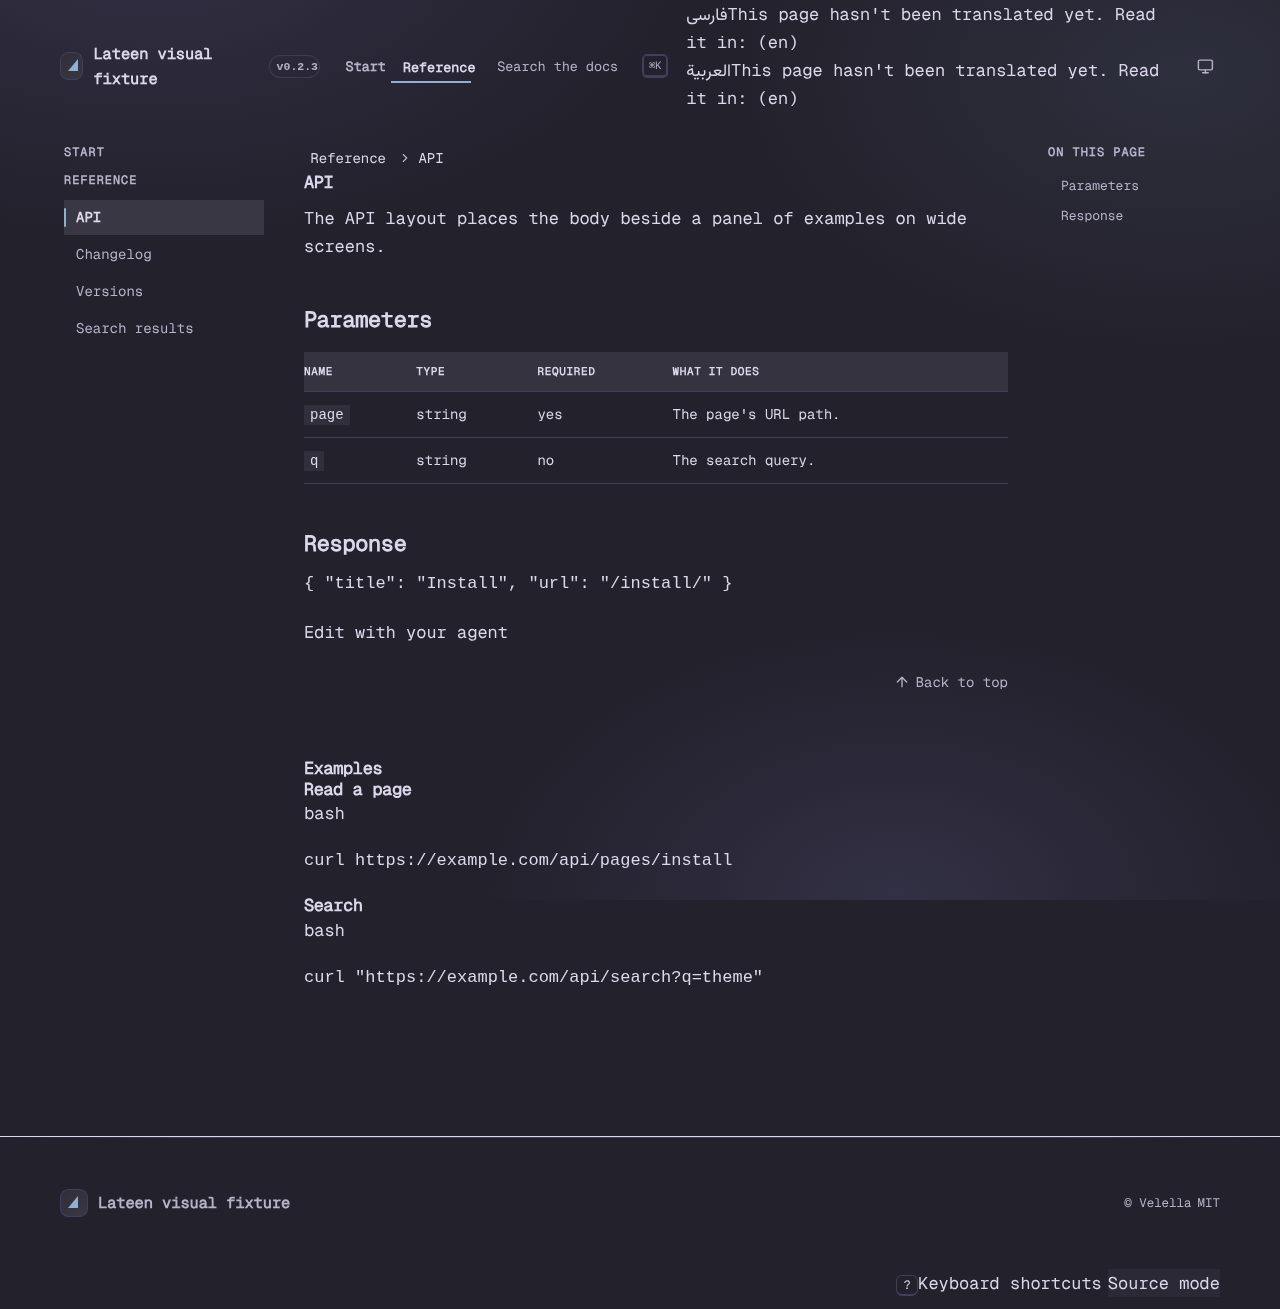 Lateen visual
fixture
v0.2.3
Start
Reference
Search the docs
⌘K
فارسیThis page hasn't been translated yet. Read
it in: (en)
العربيةThis page hasn't been translated yet. Read
it in: (en)
START
REFERENCE
API
Changelog
Versions
Search results
Reference > API
API
The API layout places the body beside a panel of examples on wide
screens.
Parameters
NAME TYPE REQUIRED WHAT IT DOES
page string yes The page's URL path.
q string no The search query.
Response
{ "title": "Install", "url": "/install/" }
Edit with your agent
↑ Back to top
Examples
Read a page
bash
curl https://example.com/api/pages/install
Search
bash
curl "https://example.com/api/search?q=theme"
ON THIS PAGE
Parameters
Response
Lateen visual fixture
© Velella MIT
? Keyboard shortcuts Source mode